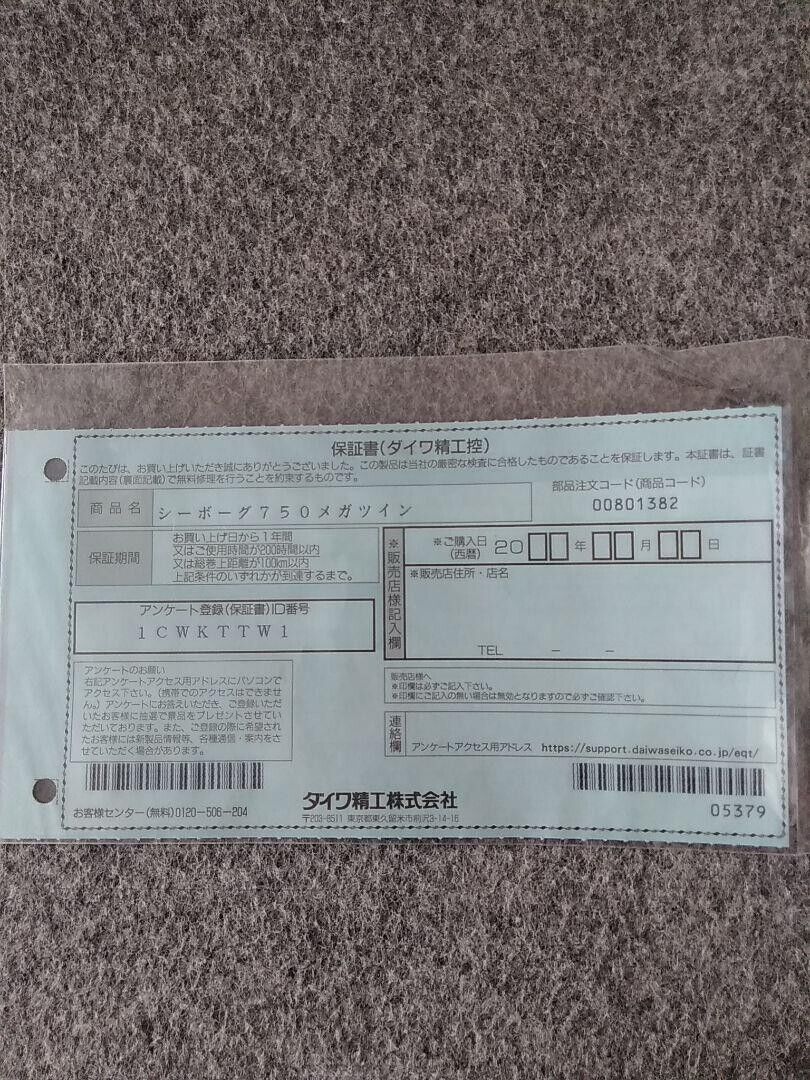 保証書(ダイワ精工控)
このたびは、お買い上げいただき誠にありがとうございました。この製品は当社の厳密な検査に合格したものであることを保証します。本証書は、証書
記載内容(裏面記載)で無料修理を行うことを約束するものです。
部品注文コード(商品コード)
00801382
商品名 シーボーグ750メガツイン
保証期間
お買い上げ日から1年間
又はご使用時間が200時間以内
又は総巻上距離が100km以内
上記条件のいずれかが到達するまで。
※販売店様記入欄
※ご購入日(西暦) 20 年 月 日
※販売店住所・店名
TEL － －
アンケート登録(保証書)ID番号
1CWKTTW1
アンケートのお願い
右記アンケートアクセス用アドレスにパソコンで
アクセス下さい。(携帯でのアクセスはできませ
ん。)アンケートにお答えいただき、ご登録いただ
いたお客様に抽選で景品をプレゼントさせてい
ただいております。また、ご登録の際に希望され
たお客様には新製品情報等、各種通信・案内をさ
せていただく場合があります。
販売店様へ
※印欄は必ずご記入下さい。
※印欄にご記入の無い場合は無効となりますので必ずご確認下さい。
連絡欄
アンケートアクセス用アドレス https://support.daiwaseiko.co.jp/eqt/
お客様センター(無料)0120-506-204
ダイワ精工株式会社
〒203-8511 東京都東久留米市前沢3-14-16
05379